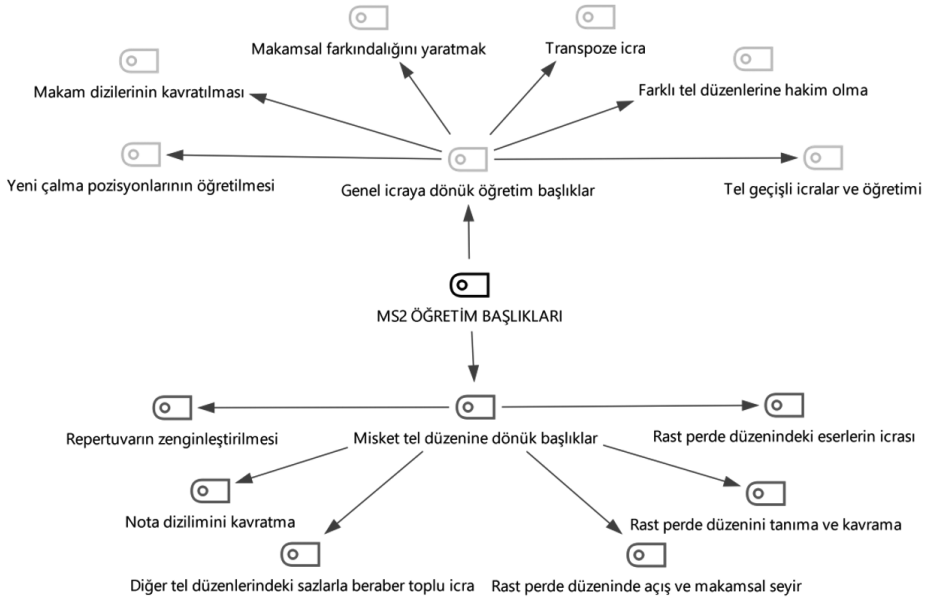 Makamsal farkındalığını yaratmak
Transpoze icra
Makam dizilerinin kavratılması
Farklı tel düzenlerine hakim olma
Yeni çalma pozisyonlarının öğretilmesi
Genel icraya dönük öğretim başlıklar
Tel geçişli icralar ve öğretimi
MS2 ÖĞRETİM BAŞLIKLARI
Repertuvarın zenginleştirilmesi
Misket tel düzenine dönük başlıklar
Rast perde düzenindeki eserlerin icrası
Nota dizilimini kavratma
Rast perde düzenini tanıma ve kavrama
Diğer tel düzenlerindeki sazlarla beraber toplu icra
Rast perde düzeninde açış ve makamsal seyir